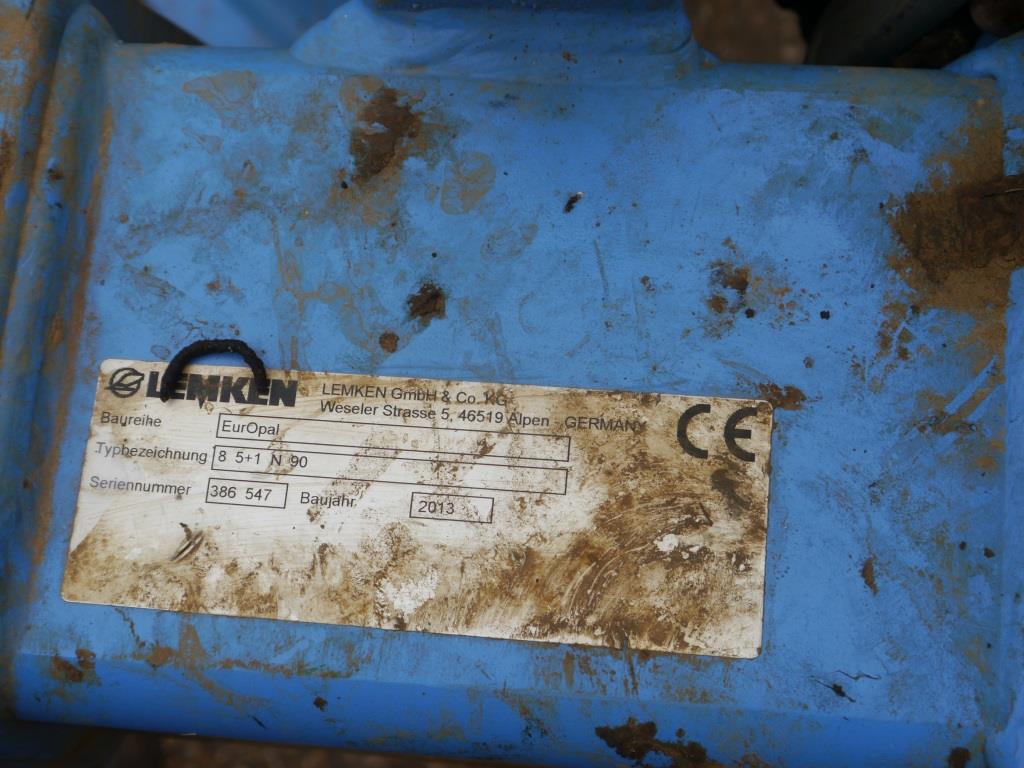 LEMKEN
LEMKEN GmbH & Co. KG
Weseler Strasse 5, 46519 Alpen GERMANY
CE
Baureihe EurOpal
Typbezeichnung 8 5+1 N 90
Seriennummer 386 547 Baujahr 2013